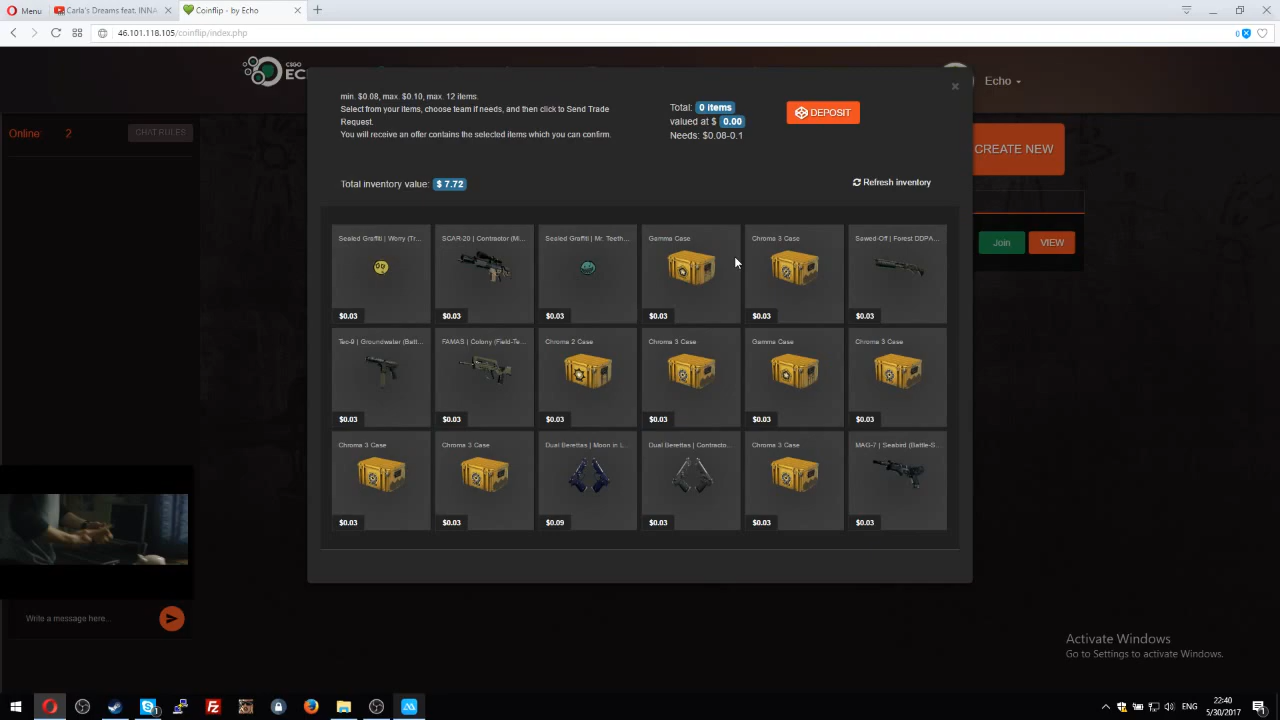 Menu
Carla's Dreams feat. INNA
Coinflip - by Echo
46.101.118.105/coinflip/index.php
0
CSGO
EC
Echo
Online: 2
CHAT RULES
min. $0.08, max. $0.10, max. 12 items.
Select from your items, choose team if needs, and then click to Send Trade
Request.
You will receive an offer contains the selected items which you can confirm.
Total: 0 items
valued at $ 0.00
Needs: $0.08-0.1
DEPOSIT
CREATE NEW
Total inventory value: $ 7.72
Refresh inventory
Join
VIEW
Sealed Graffiti | Worry (Tr...
SCAR-20 | Contractor (Mi...
Sealed Graffiti | Mr. Teeth...
Gamma Case
Chroma 3 Case
Sawed-Off | Forest DDPA...
$0.03
$0.03
$0.03
$0.03
$0.03
$0.03
Tec-9 | Groundwater (Batt...
FAMAS | Colony (Field-Te...
Chroma 2 Case
Chroma 3 Case
Gamma Case
Chroma 3 Case
$0.03
$0.03
$0.03
$0.03
$0.03
$0.03
Chroma 3 Case
Chroma 3 Case
Dual Berettas | Moon in L...
Dual Berettas | Contracto...
Chroma 3 Case
MAG-7 | Seabird (Battle-S...
$0.03
$0.03
$0.09
$0.03
$0.03
$0.03
Write a message here...
Activate Windows
Go to Settings to activate Windows.
1
ENG
22:40
5/30/2017
1